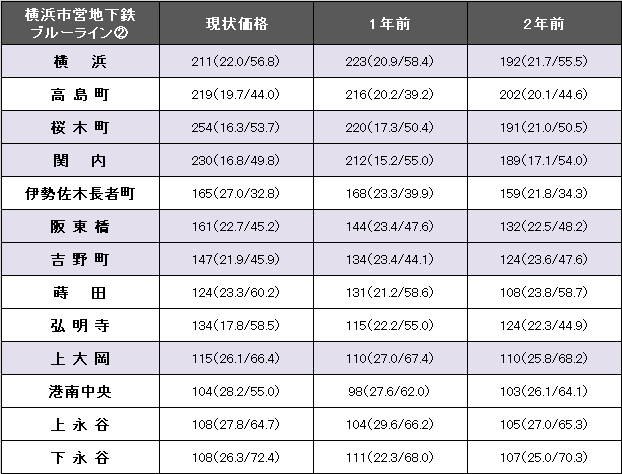 横浜市営地下鉄
ブルーライン② 現状価格 1年前 2年前
横 浜 211(22.0/56.8) 223(20.9/58.4) 192(21.7/55.5)
高島町 219(19.7/44.0) 216(20.2/39.2) 202(20.1/44.6)
桜木町 254(16.3/53.7) 220(17.3/50.4) 191(21.0/50.5)
関 内 230(16.8/49.8) 212(15.2/55.0) 189(17.1/54.0)
伊勢佐木長者町 165(27.0/32.8) 168(23.3/39.9) 159(21.8/34.3)
阪東橋 161(22.7/45.2) 144(23.4/47.6) 132(22.5/48.2)
吉野町 147(21.9/45.9) 134(23.4/44.1) 124(23.6/47.6)
蒔 田 124(23.3/60.2) 131(21.2/58.6) 108(23.8/58.7)
弘明寺 134(17.8/58.5) 115(22.2/55.0) 124(22.3/44.9)
上大岡 115(26.1/66.4) 110(27.0/67.4) 110(25.8/68.2)
港南中央 104(28.2/55.0) 98(27.6/62.0) 103(26.1/64.1)
上永谷 108(27.8/64.7) 104(29.6/66.2) 105(27.0/65.3)
下永谷 108(26.3/72.4) 111(22.3/68.0) 107(25.0/70.3)